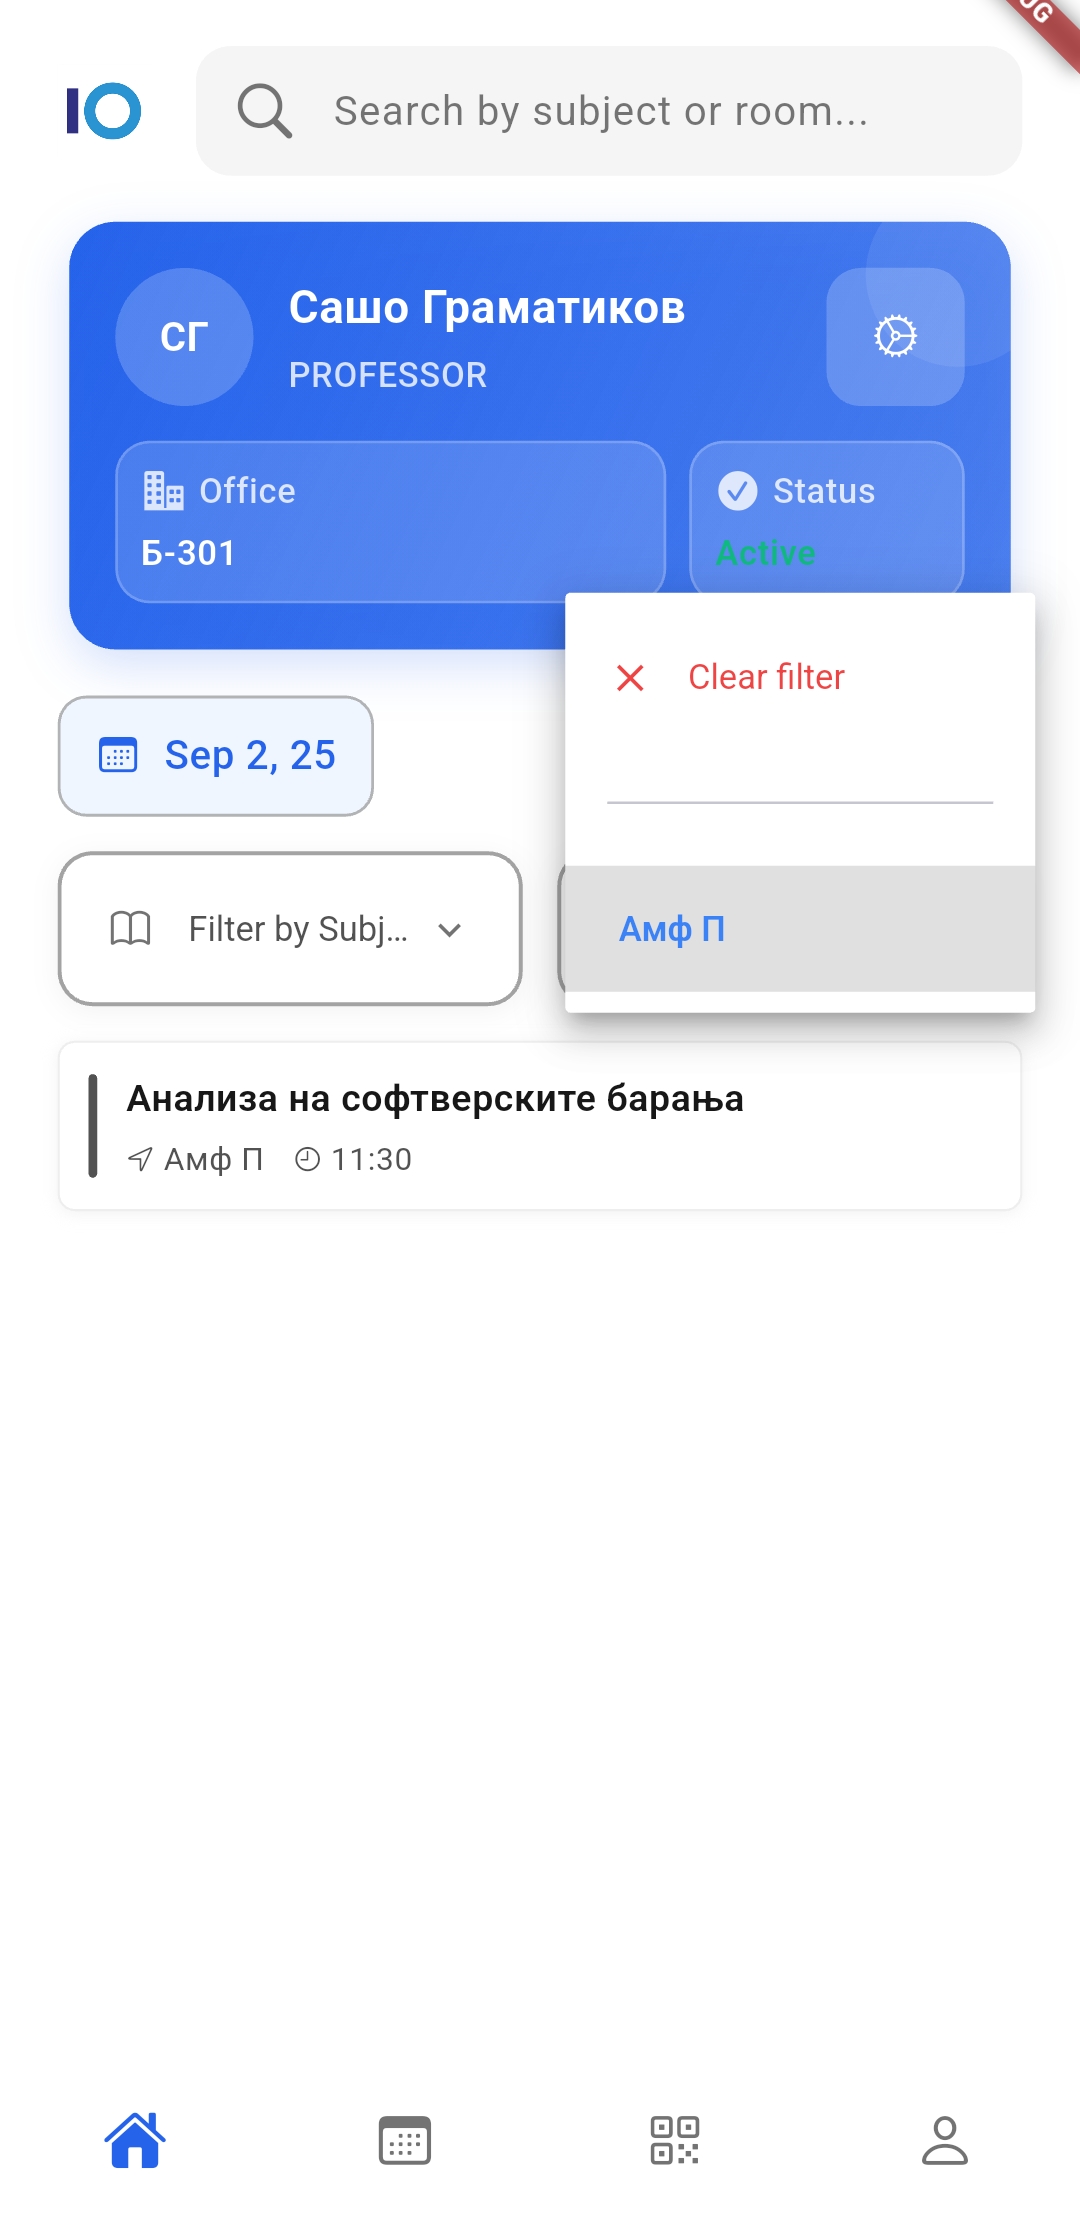 IO
Search by subject or room...
СГ
Сашо Граматиков
PROFESSOR
Office
Б-301
Status
Active
Clear filter
Sep 2, 25
Filter by Subj...
Амф П
Анализа на софтверските барања
Амф П 11:30